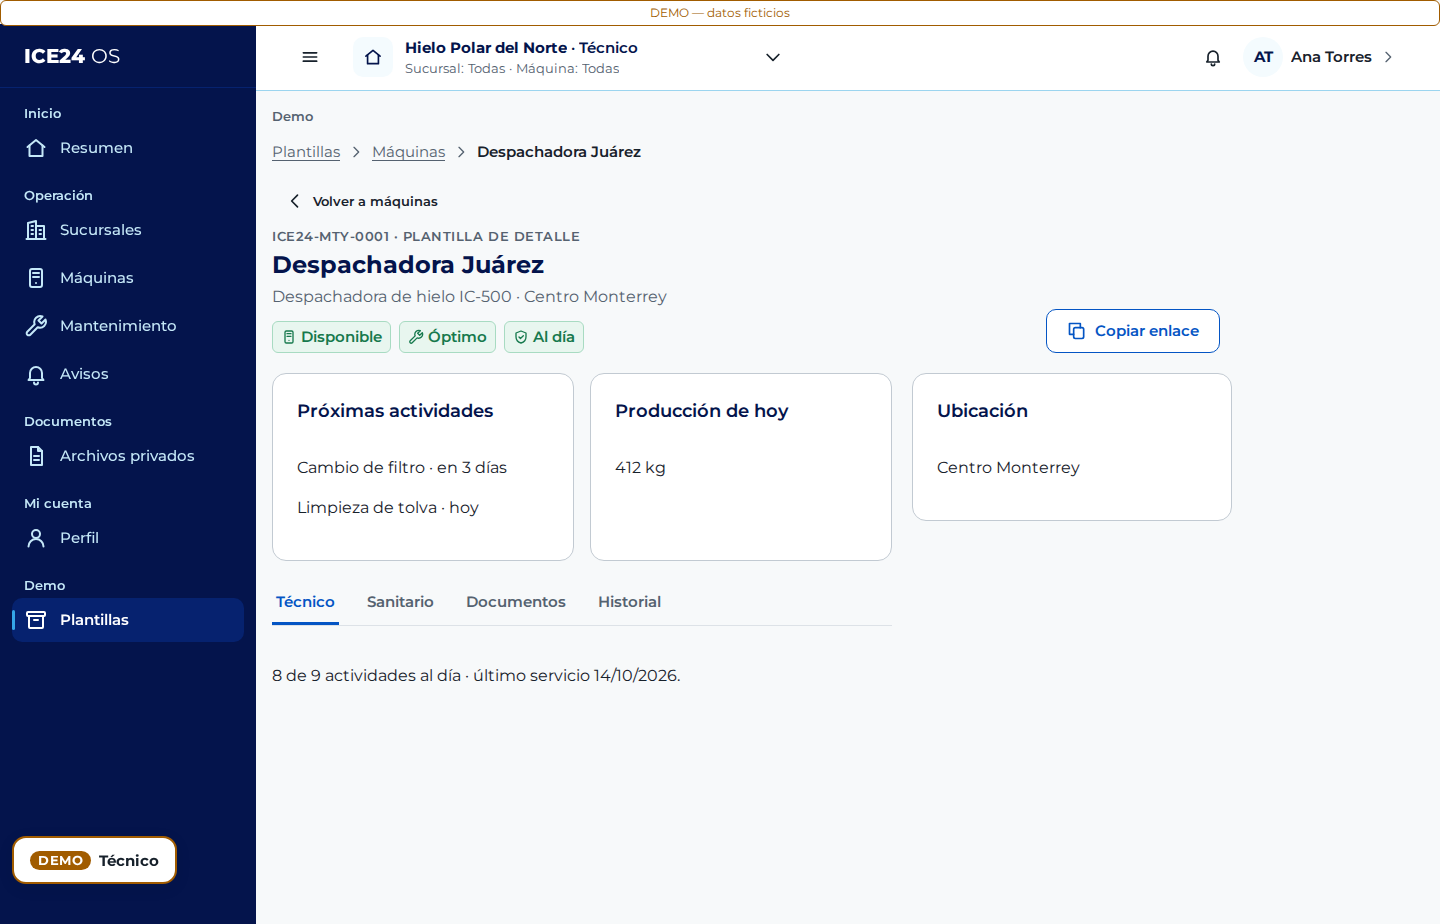 DEMO — datos ficticios
ICE24 OS
Inicio
Resumen
Operación
Sucursales
Máquinas
Mantenimiento
Avisos
Documentos
Archivos privados
Mi cuenta
Perfil
Demo
Plantillas
DEMO Técnico
Hielo Polar del Norte · Técnico
Sucursal: Todas · Máquina: Todas
AT Ana Torres
Demo
Plantillas > Máquinas > Despachadora Juárez
Volver a máquinas
ICE24-MTY-0001 · PLANTILLA DE DETALLE
Despachadora Juárez
Despachadora de hielo IC-500 · Centro Monterrey
Disponible Óptimo Al día
Copiar enlace
Próximas actividades
Cambio de filtro · en 3 días
Limpieza de tolva · hoy
Producción de hoy
412 kg
Ubicación
Centro Monterrey
Técnico Sanitario Documentos Historial
8 de 9 actividades al día · último servicio 14/10/2026.